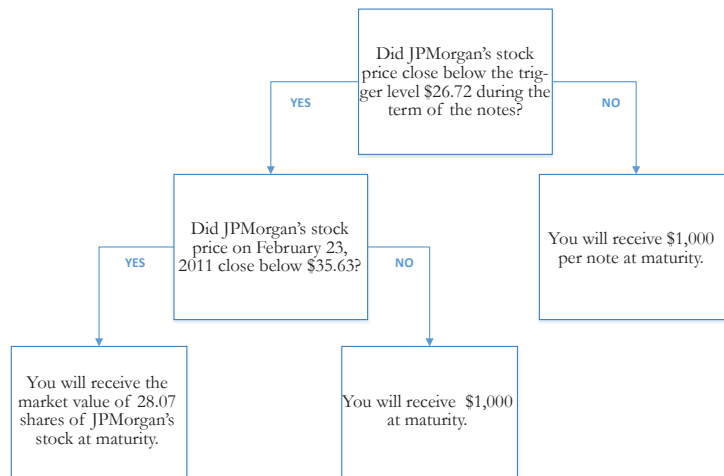 Did JPMorgan's stock
price close below the trig-
ger level $26.72 during the
term of the notes?
YES
NO
Did JPMorgan's stock
price on February 23,
2011 close below $35.63?
You will receive $1,000
per note at maturity.
YES
NO
You will receive the
market value of 28.07
shares of JPMorgan's
stock at maturity.
You will receive $1,000
at maturity.